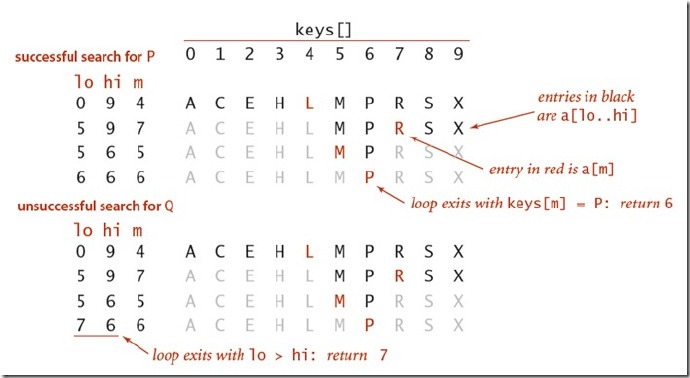 keys[]
successful search for P 0 1 2 3 4 5 6 7 8 9
lo hi m
0 9 4 A C E H L M P R S X
entries in black
are a[lo..hi]
5 9 7 A C E H L M P R S X
5 6 5 A C E H L M P R S X
entry in red is a[m]
6 6 6 A C E H L M P R S X
loop exits with keys[m] = P: return 6
unsuccessful search for Q
lo hi m
0 9 4 A C E H L M P R S X
5 9 7 A C E H L M P R S X
5 6 5 A C E H L M P R S X
7 6 6 A C E H L M P R S X
loop exits with lo > hi: return 7